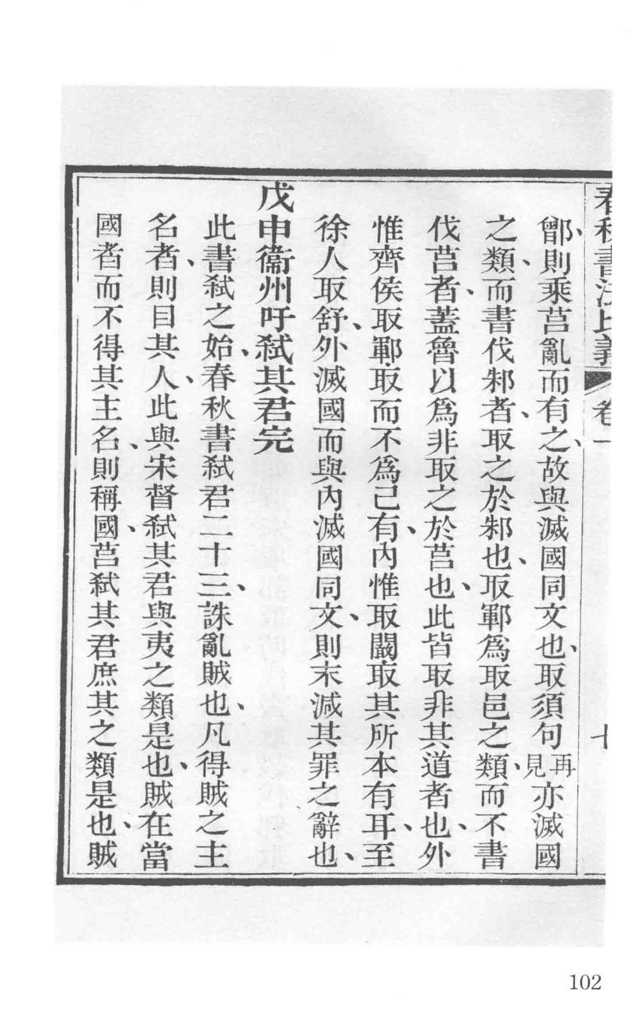 春秋書法比義 卷一 七
鄫則乘莒亂而有之、故與滅國同文也、取須句再見、亦滅國
之類、而書伐邾者、取之於邾也、取鄆爲取邑之類、而不書
伐莒者、蓋魯以爲非取之於莒也、此皆取非其道者也、外
惟齊侯取鄆、取而不爲己有、內惟取闞、取其所本有耳、至
徐人取舒、外滅國而與內滅國同文、則末減其罪之辭也、
戊申衞州吁弑其君完
此書弑之始、春秋書弑君二十三、誅亂賊也、凡得賊之主
名者、則目其人、此與宋督弑其君與夷之類是也、賊在當
國者而不得其主名、則稱國、莒弑其君庶其之類是也、賊
102